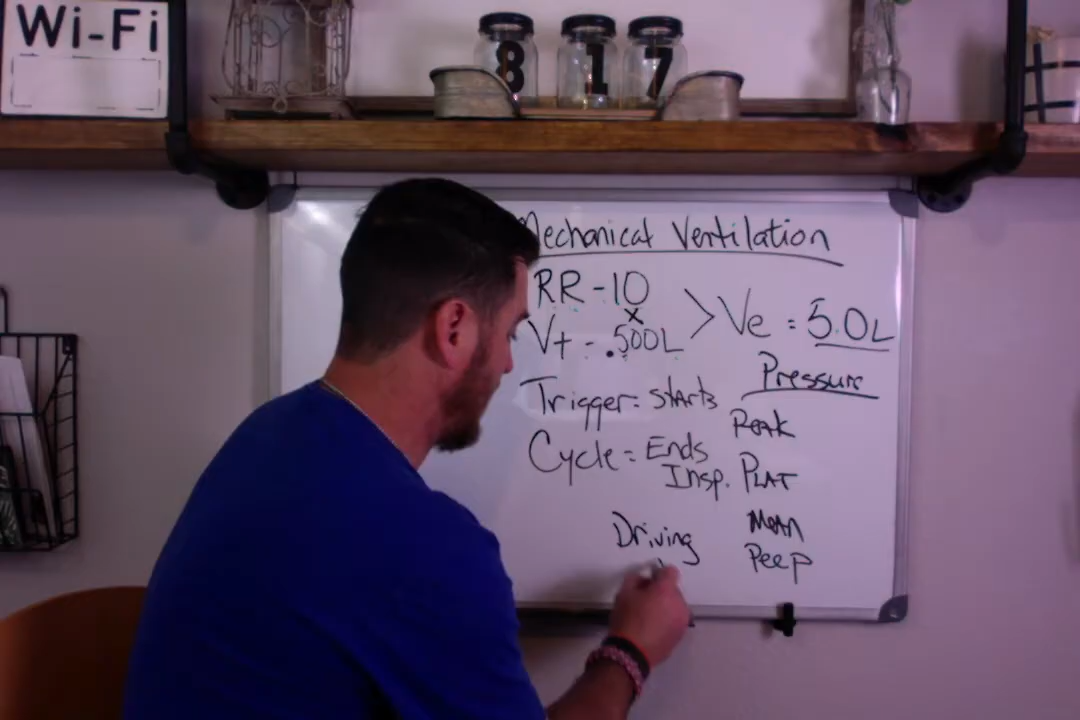 Wi-Fi
8 1 7
Mechanical Ventilation
RR - 10
x
Vt - .500L > Ve = 5.0L
Pressure
Trigger = starts
Peak
Cycle = Ends
Insp.
PLAT
Driving
Mean
Peep